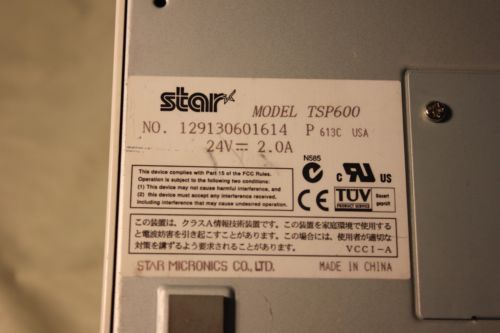 star
MODEL TSP600
NO. 129130601614 P 613C USA
24V 2.0A
This device complies with Part 15 of the FCC Rules.
Operation is subject to the following two conditions:
(1) This device may not cause harmful interference, and
(2) this device must accept any interference received,
including interference that may cause undesired operation.
N585
C UL US
CE
TÜV
PRODUCT SERVICE
Bauart
geprüft
この装置は、クラスA情報技術装置です。この装置を家庭環境で使用す
ると電波妨害を引き起こすことがあります。この場合には、使用者が適切な
対策を講ずるよう要求されることがあります。
VCCI-A
STAR MICRONICS CO., LTD. MADE IN CHINA